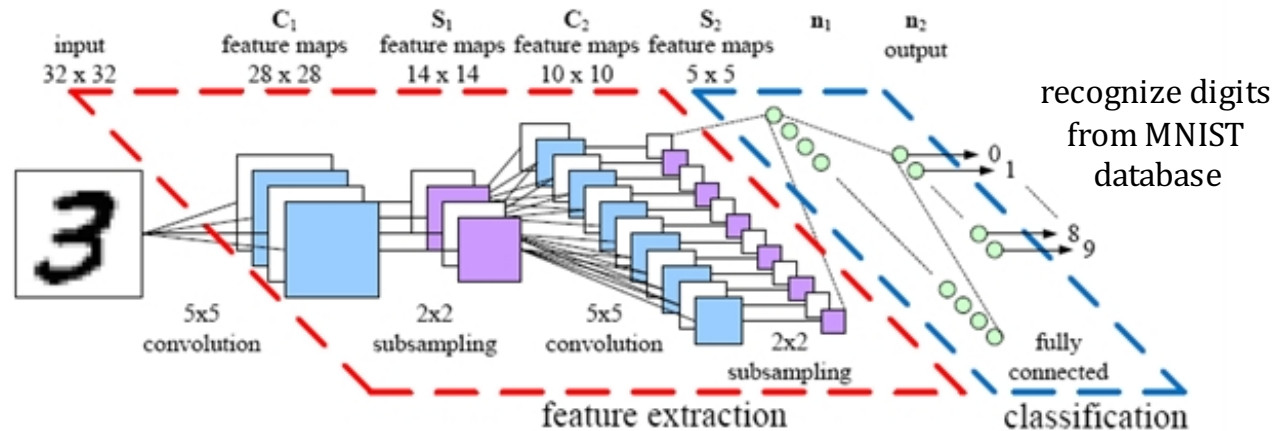 input
32 x 32
C₁
feature maps
28 x 28
S₁
feature maps
14 x 14
C₂
feature maps
10 x 10
S₂
feature maps
5 x 5
n₁
n₂
output
recognize digits
from MNIST
database
3
0
1
8
9
5x5
convolution
2x2
subsampling
5x5
convolution
2x2
subsampling
fully
connected
feature extraction
classification